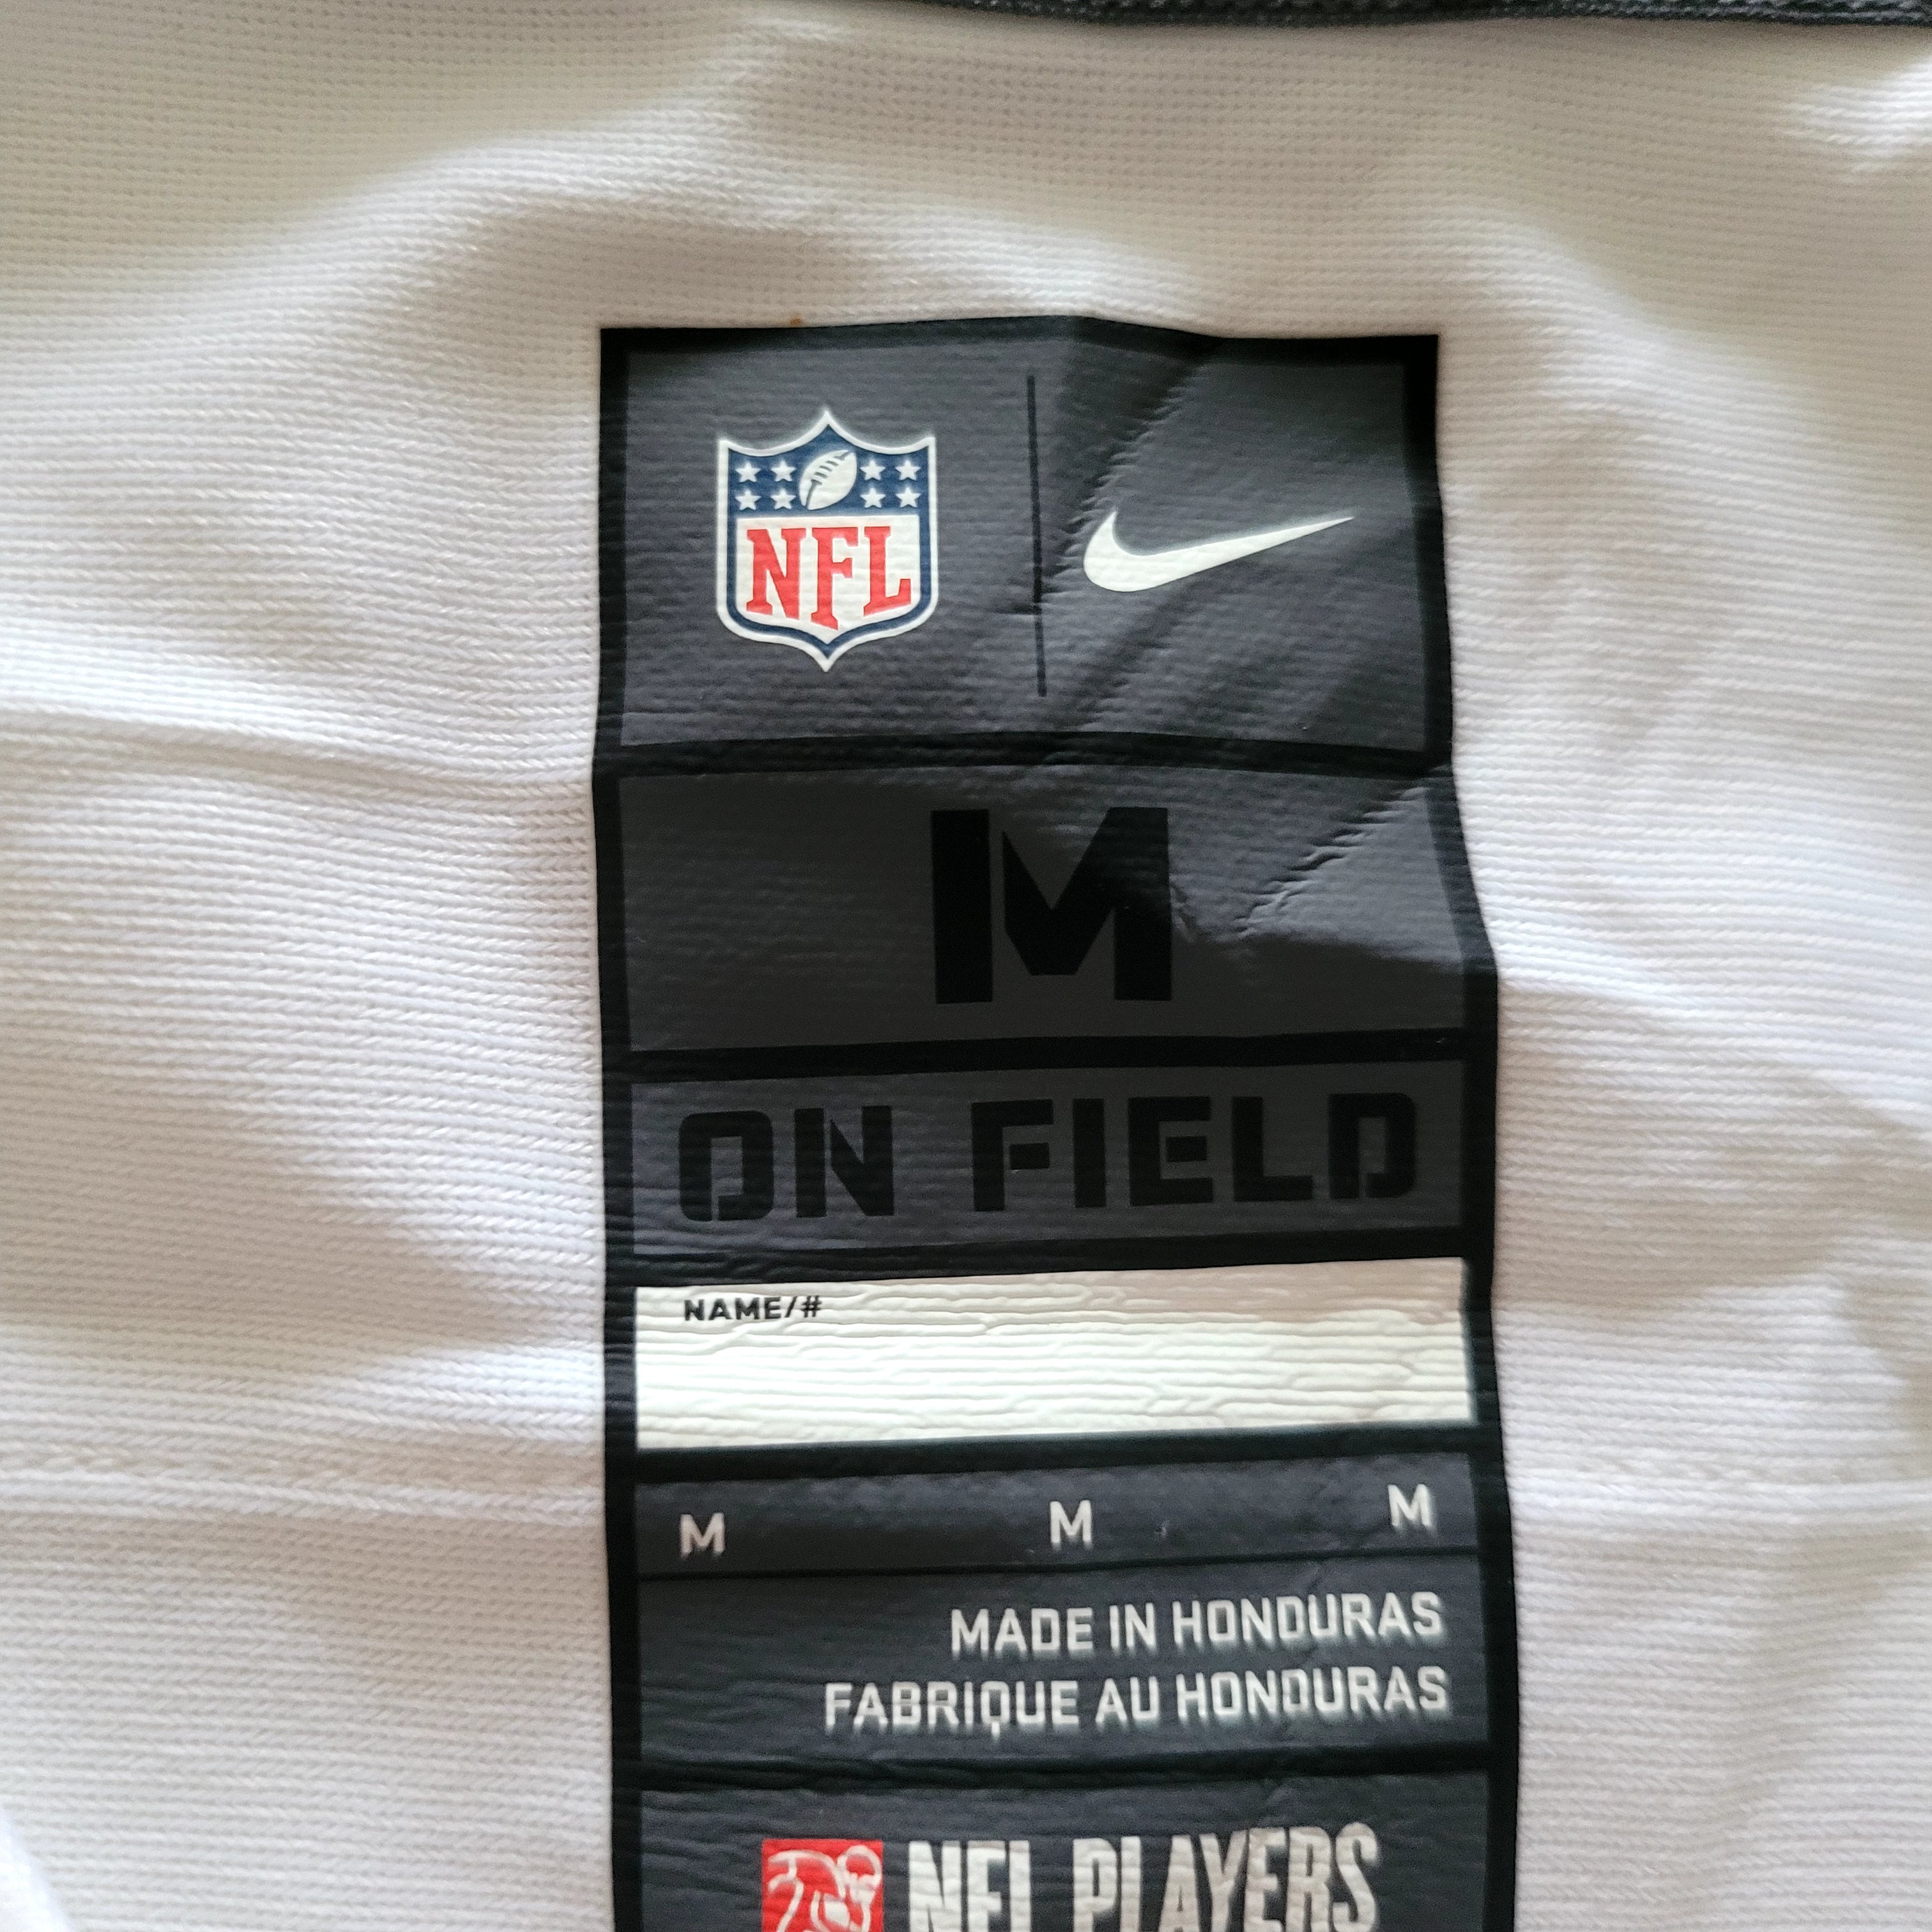 NFL
M
ON FIELD
NAME/#
M M M
MADE IN HONDURAS
FABRIQUE AU HONDURAS
NFL PLAYERS